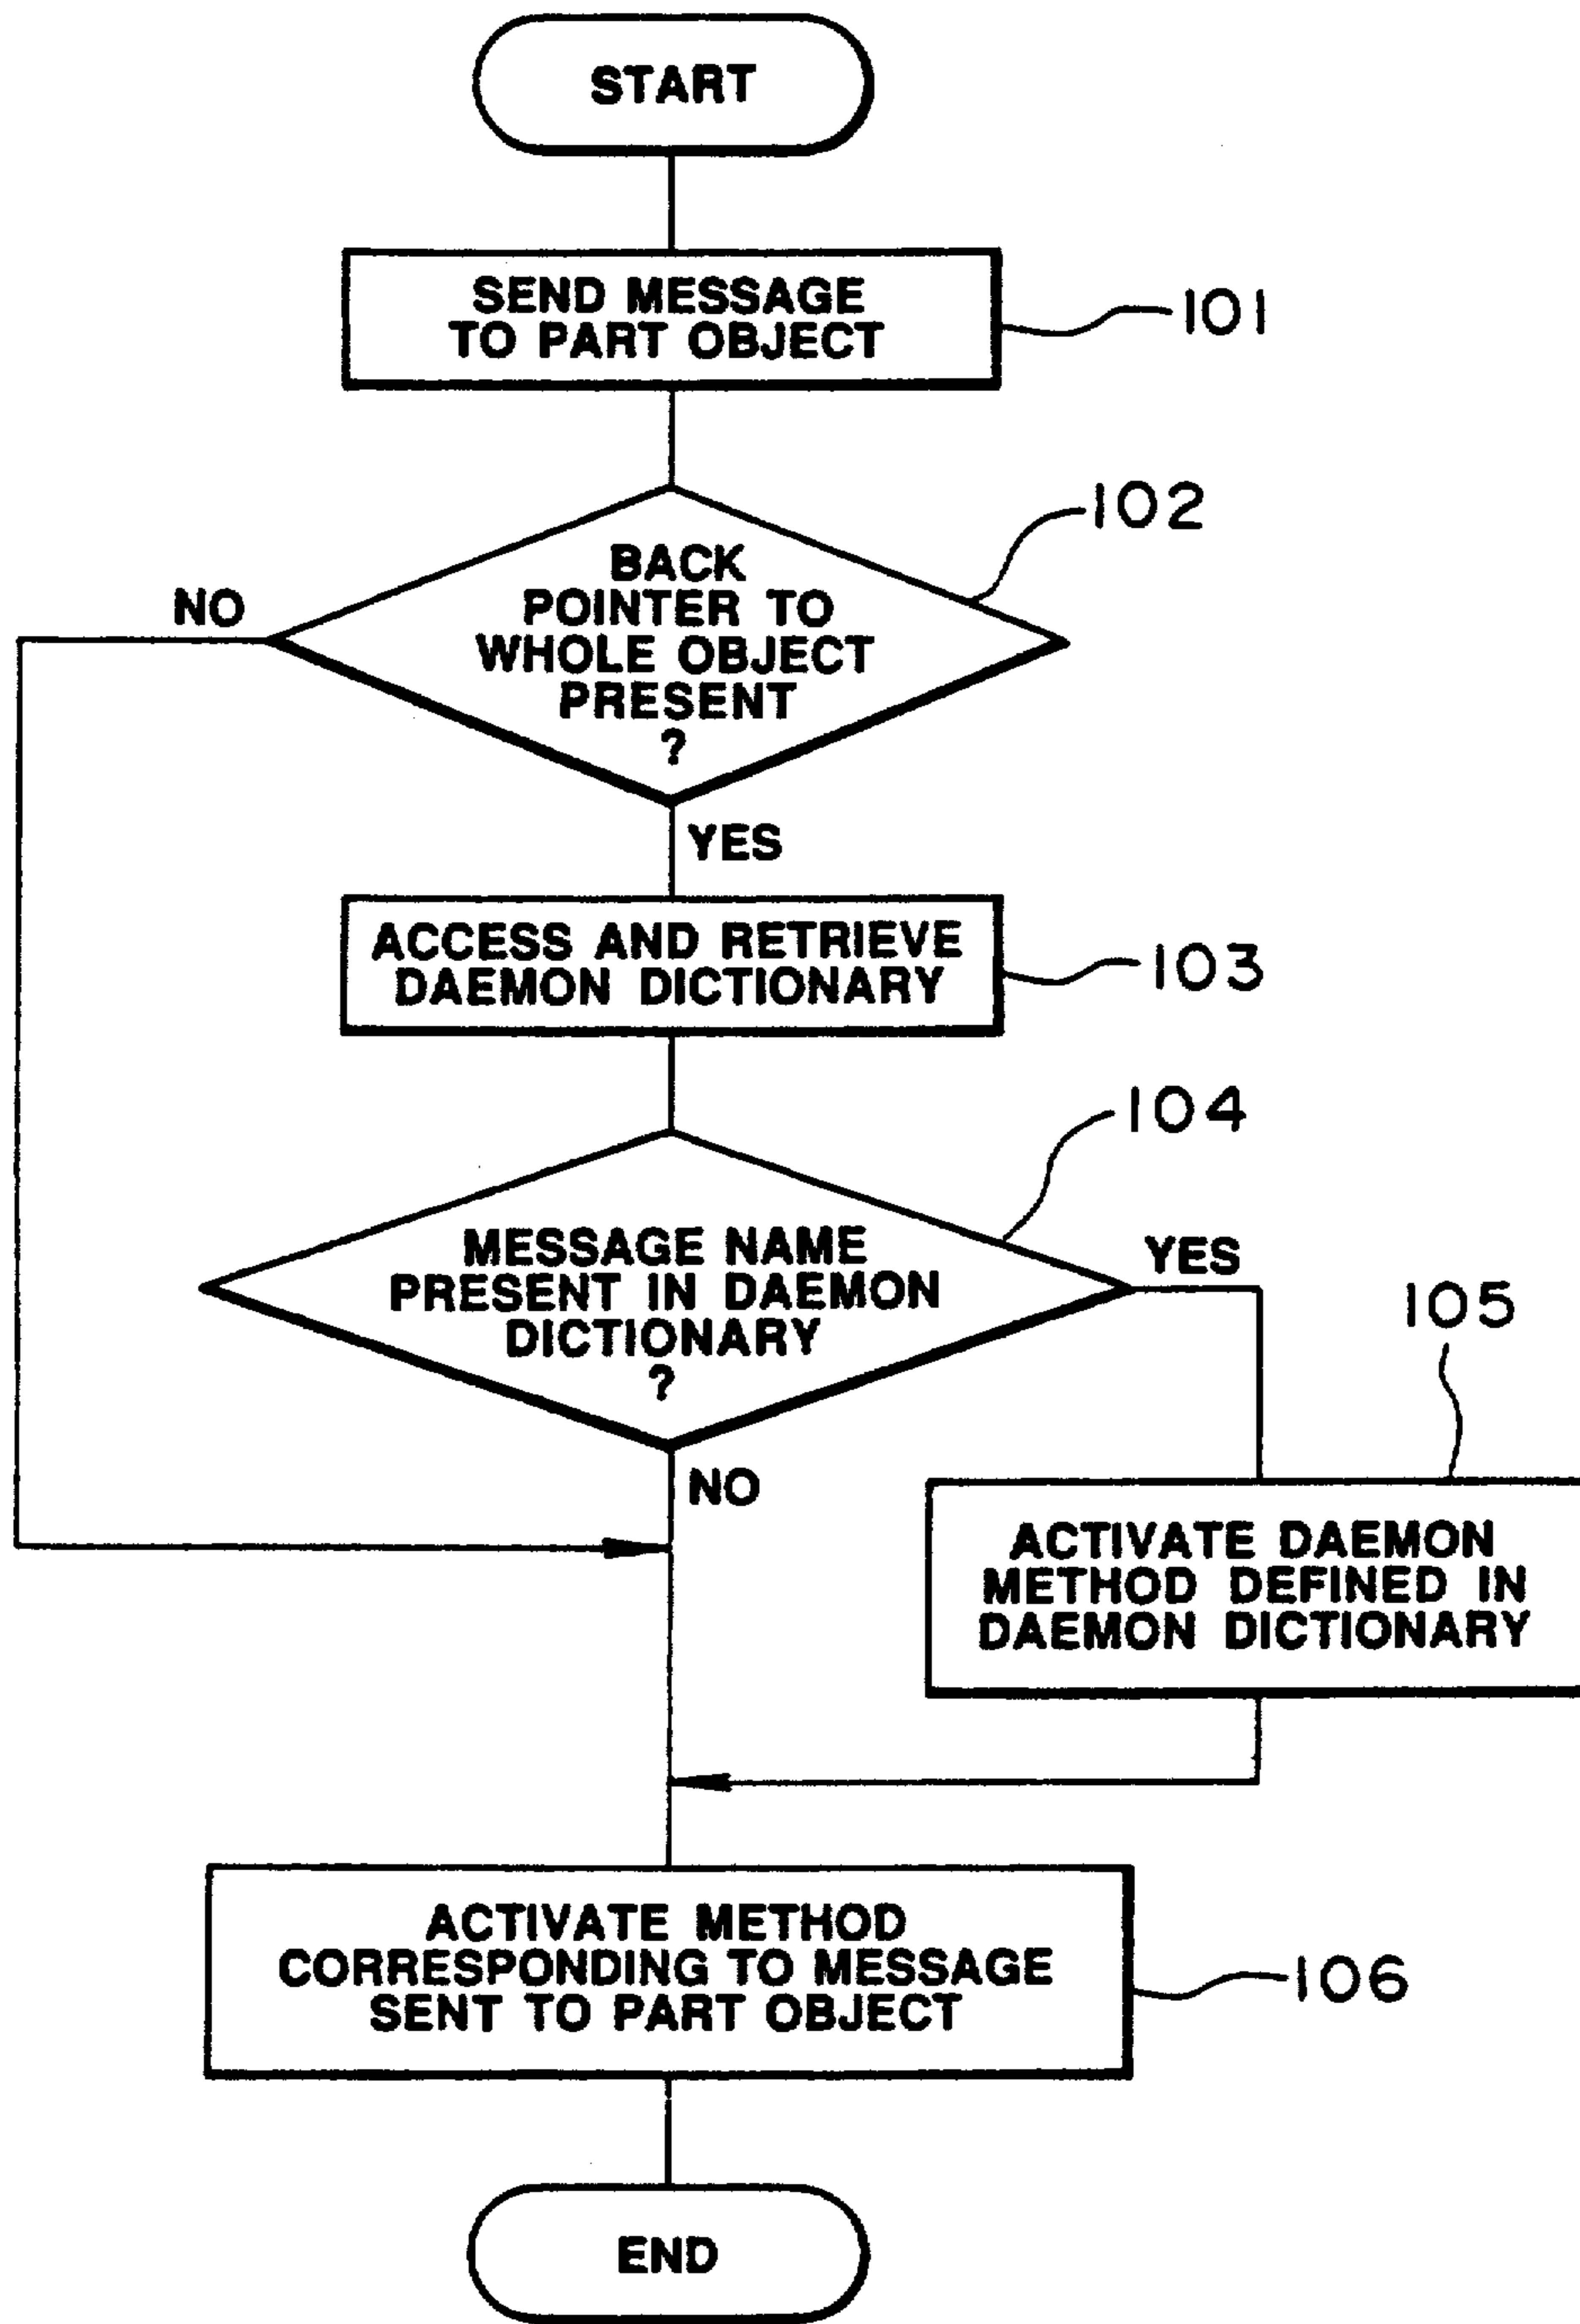 START
SEND MESSAGE
TO PART OBJECT
101
102
BACK
POINTER TO
WHOLE OBJECT
PRESENT
?
NO
YES
ACCESS AND RETRIEVE
DAEMON DICTIONARY
103
104
MESSAGE NAME
PRESENT IN DAEMON
DICTIONARY
?
YES
NO
105
ACTIVATE DAEMON
METHOD DEFINED IN
DAEMON DICTIONARY
ACTIVATE METHOD
CORRESPONDING TO MESSAGE
SENT TO PART OBJECT
106
END